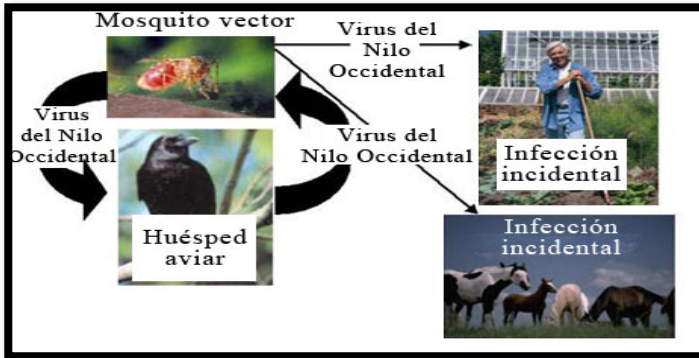 Mosquito vector
Virus del
Nilo
Occidental
Virus
del Nilo
Occidental
Virus del
Nilo Occidental
Huésped
aviar
Infección
incidental
Infección
incidental